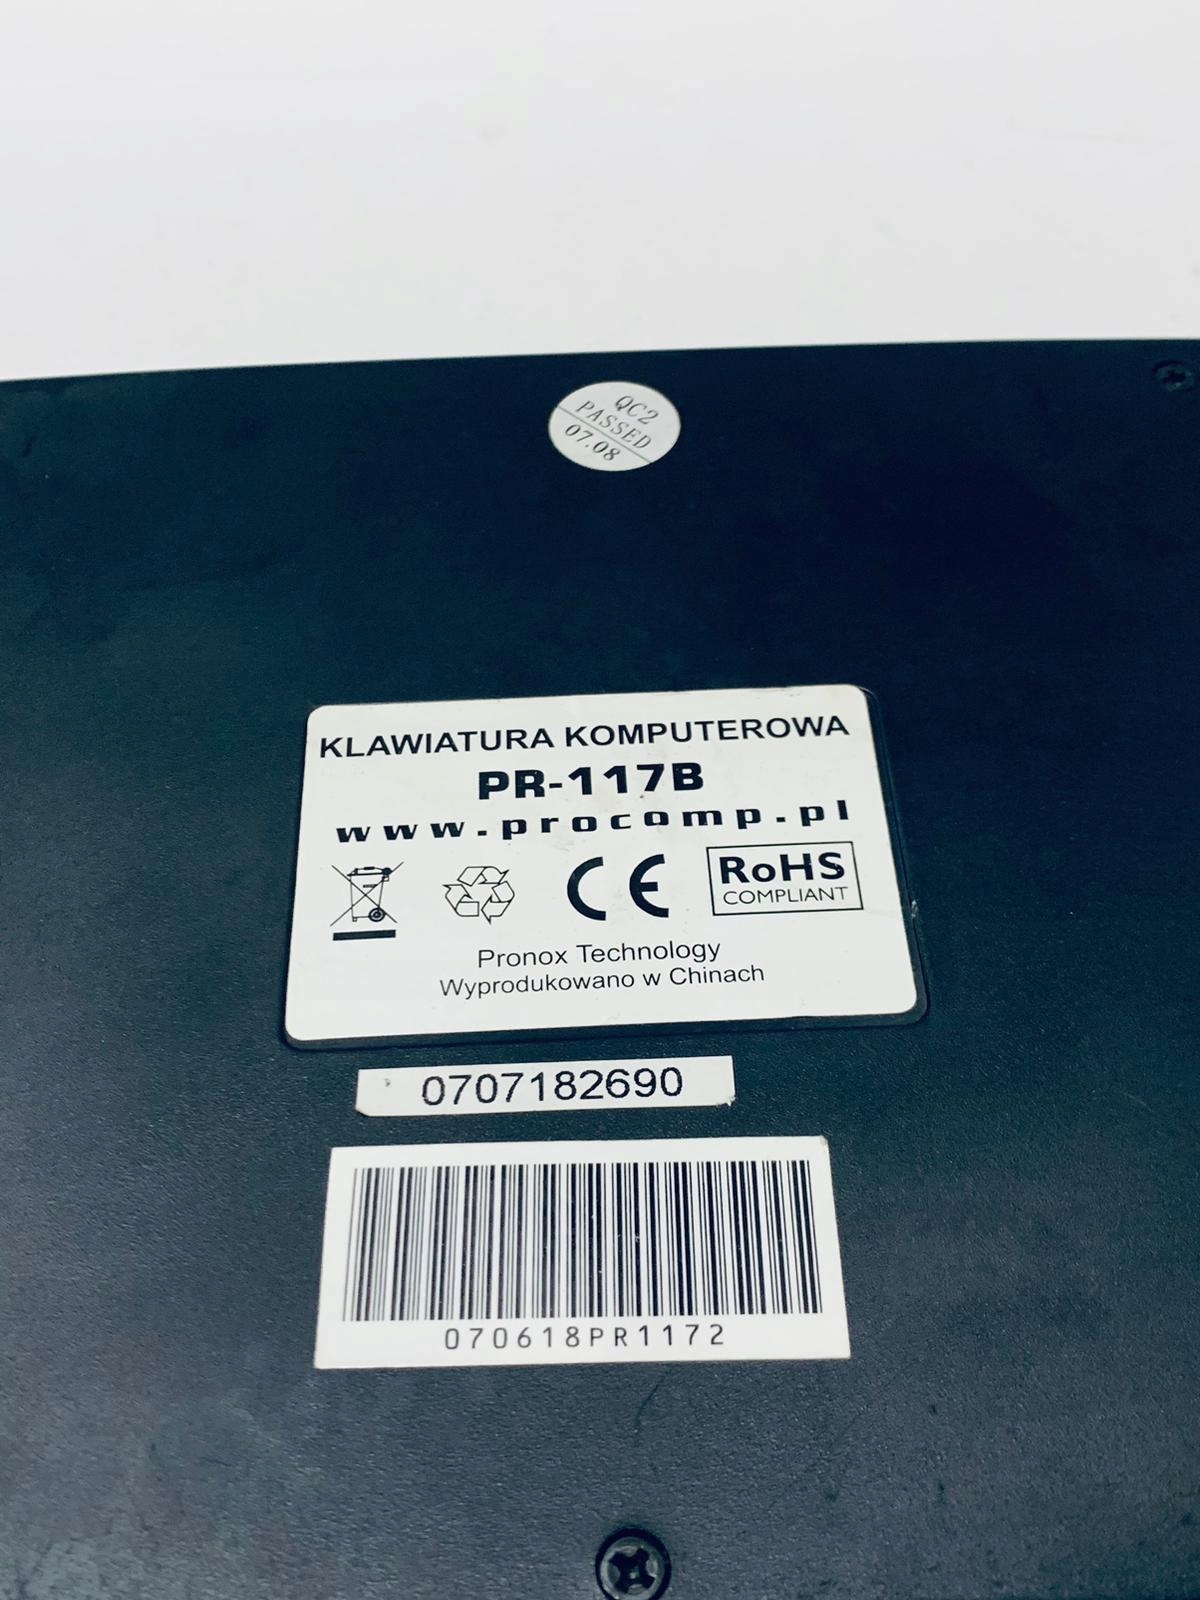 QC2
PASSED
07.08
KLAWIATURA KOMPUTEROWA
PR-117B
www.procomp.pl
CE
RoHS
COMPLIANT
Pronox Technology
Wyprodukowano w Chinach
0707182690
070618PR1172